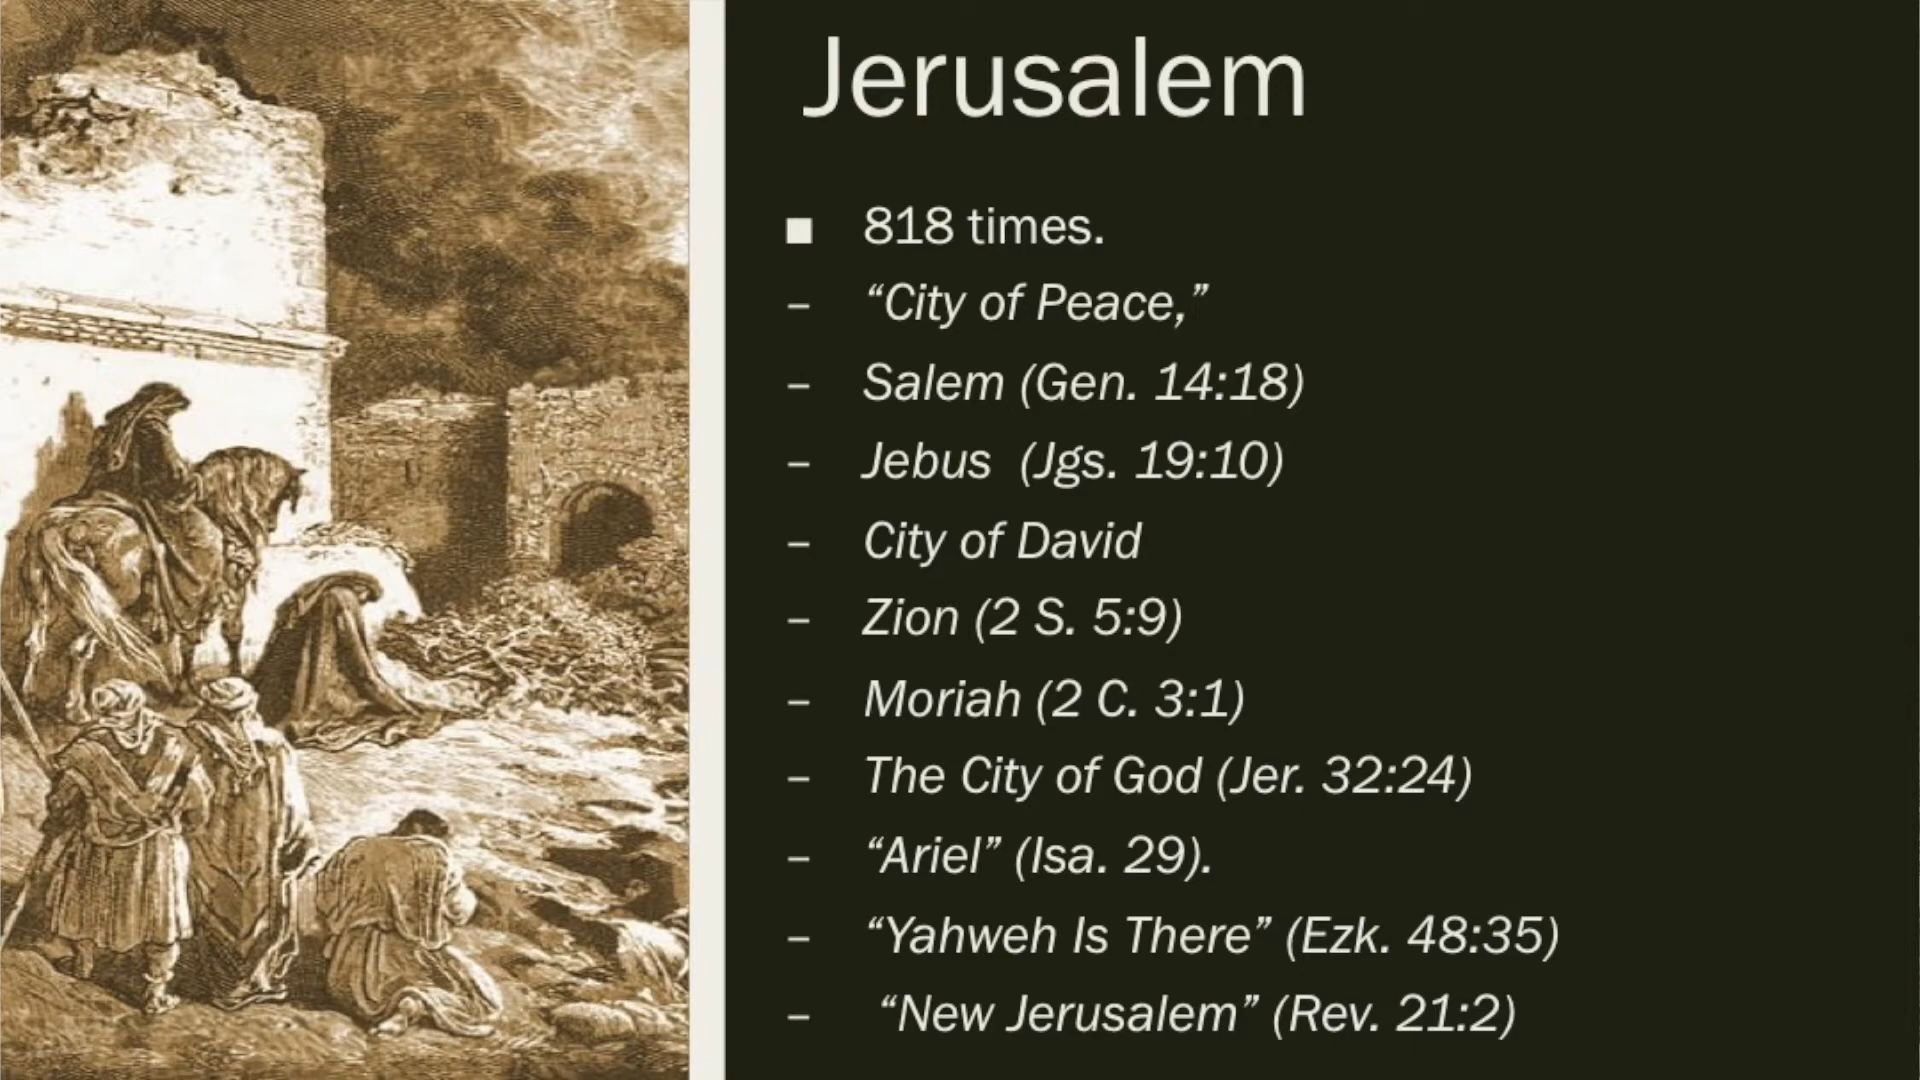 Jerusalem
■ 818 times.
– “City of Peace,”
– Salem (Gen. 14:18)
– Jebus (Jgs. 19:10)
– City of David
– Zion (2 S. 5:9)
– Moriah (2 C. 3:1)
– The City of God (Jer. 32:24)
– “Ariel” (Isa. 29).
– “Yahweh Is There” (Ezk. 48:35)
– “New Jerusalem” (Rev. 21:2)